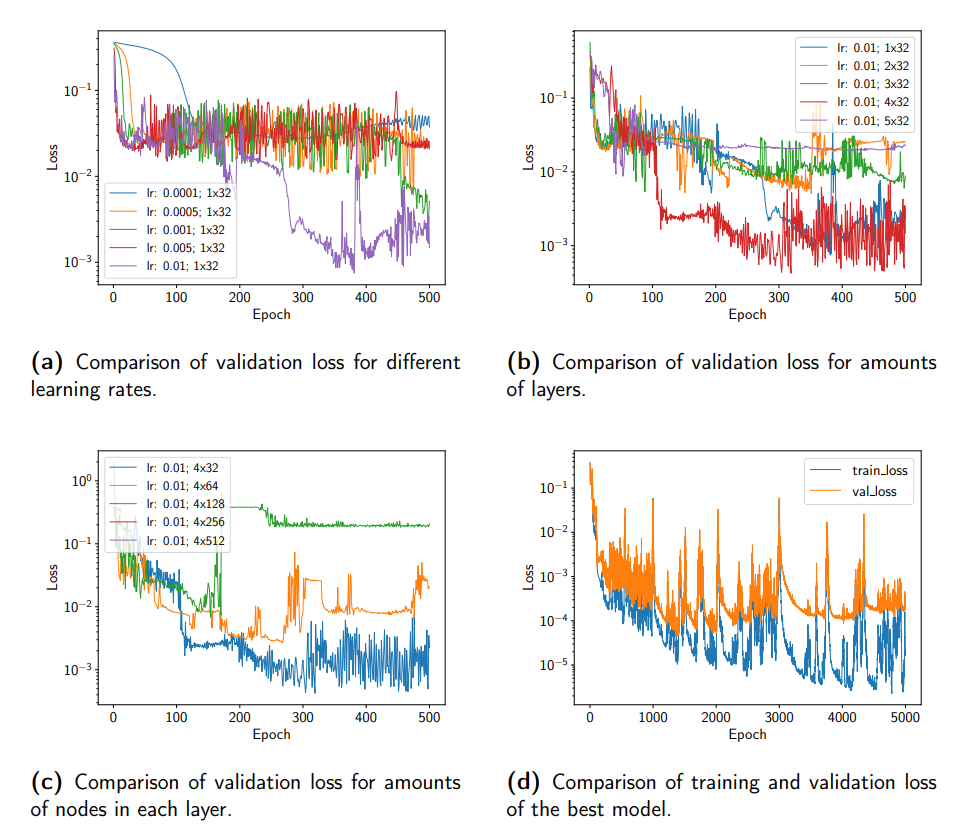 10⁻¹
10⁻²
10⁻³
Loss
lr: 0.0001; 1x32
lr: 0.0005; 1x32
lr: 0.001; 1x32
lr: 0.005; 1x32
lr: 0.01; 1x32
0 100 200 300 400 500
Epoch
(a) Comparison of validation loss for different
learning rates.
10⁻¹
10⁻²
10⁻³
Loss
lr: 0.01; 1x32
lr: 0.01; 2x32
lr: 0.01; 3x32
lr: 0.01; 4x32
lr: 0.01; 5x32
0 100 200 300 400 500
Epoch
(b) Comparison of validation loss for amounts
of layers.
10⁰
10⁻¹
10⁻²
10⁻³
Loss
lr: 0.01; 4x32
lr: 0.01; 4x64
lr: 0.01; 4x128
lr: 0.01; 4x256
lr: 0.01; 4x512
0 100 200 300 400 500
Epoch
(c) Comparison of validation loss for amounts
of nodes in each layer.
10⁻¹
10⁻²
10⁻³
10⁻⁴
10⁻⁵
Loss
train_loss
val_loss
0 1000 2000 3000 4000 5000
Epoch
(d) Comparison of training and validation loss
of the best model.